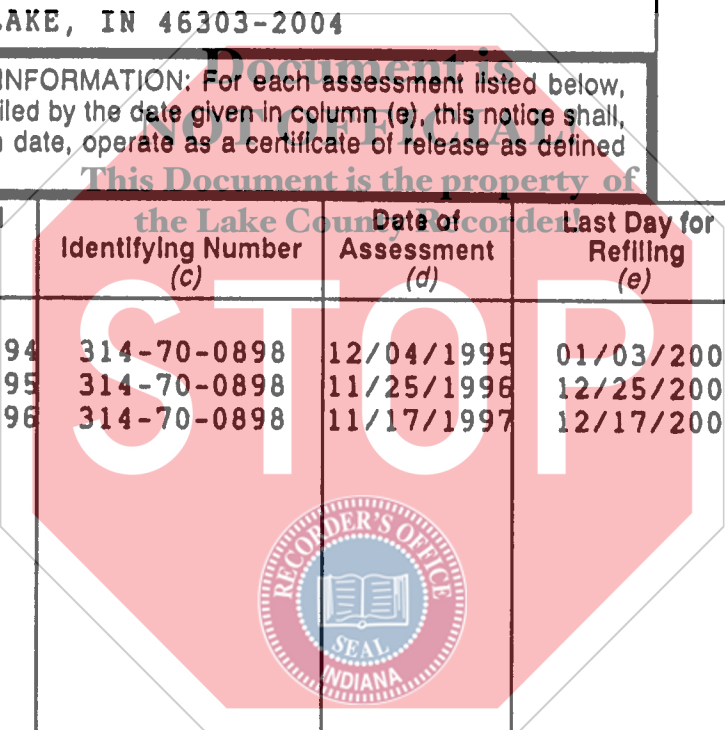 LAKE, IN 46303-2004
Document is
INFORMATION: For each assessment listed below,
iled by the date given in column (e), this notice shall,
NOT OFFICIAL!
date, operate as a certificate of release as defined
This Document is the property of
the Lake County Recorder!
Identifying Number
(c)
Date of
Assessment
(d)
Last Day for
Refiling
(e)
94 314-70-0898 12/04/1995 01/03/200
95 314-70-0898 11/25/1996 12/25/200
96 314-70-0898 11/17/1997 12/17/200
STOP
RECORDER'S OFFICE
SEAL
INDIANA